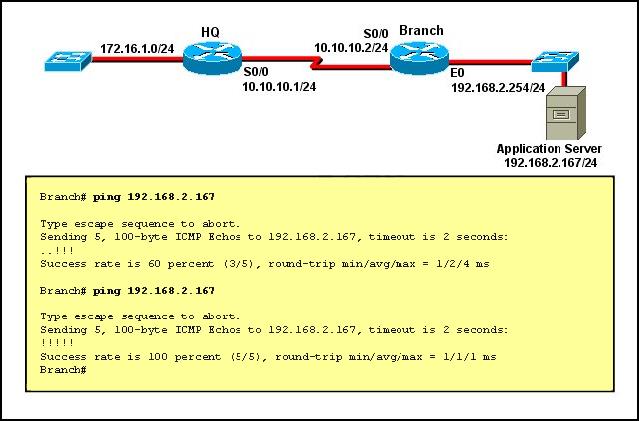 HQ
S0/0
Branch
172.16.1.0/24
10.10.10.2/24
S0/0
10.10.10.1/24
E0
192.168.2.254/24
Application Server
192.168.2.167/24
Branch# ping 192.168.2.167
Type escape sequence to abort.
Sending 5, 100-byte ICMP Echos to 192.168.2.167, timeout is 2 seconds:
..!!!
Success rate is 60 percent (3/5), round-trip min/avg/max = 1/2/4 ms
Branch# ping 192.168.2.167
Type escape sequence to abort.
Sending 5, 100-byte ICMP Echos to 192.168.2.167, timeout is 2 seconds:
!!!!!
Success rate is 100 percent (5/5), round-trip min/avg/max = 1/1/1 ms
Branch#